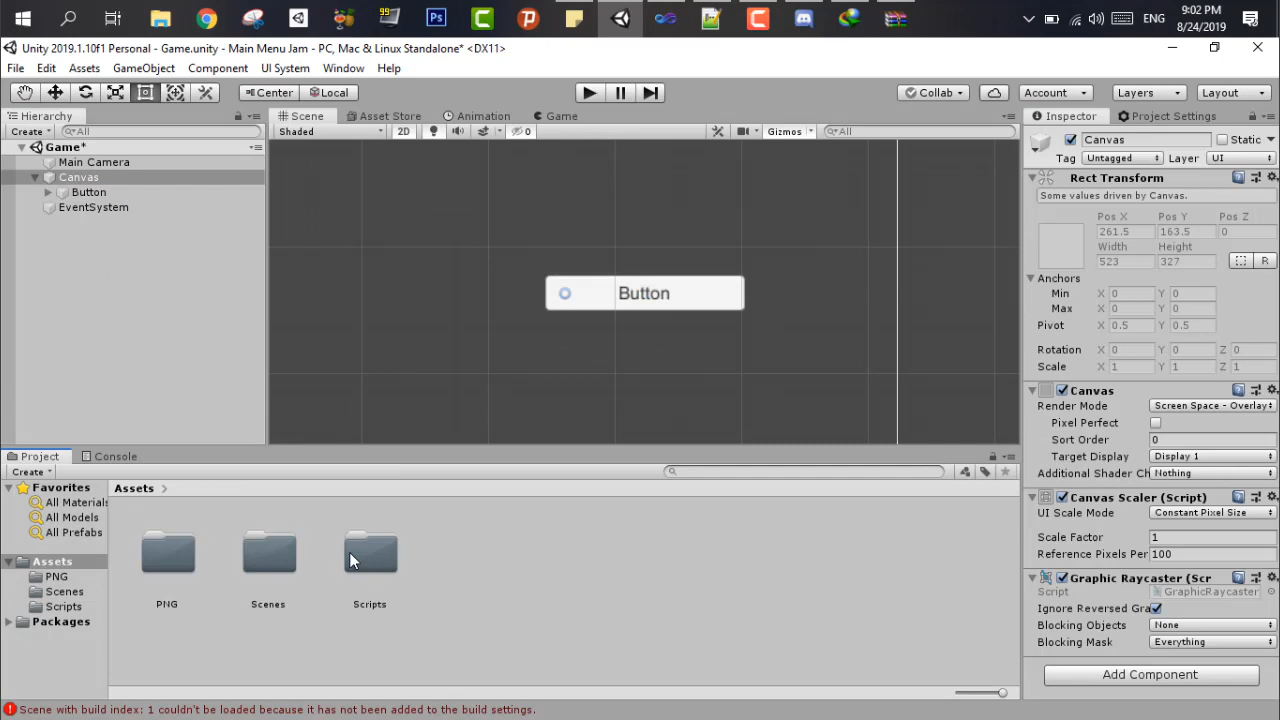 99
Ps
ENG
9:02 PM
8/24/2019
Unity 2019.1.10f1 Personal - Game.unity - Main Menu Jam - PC, Mac & Linux Standalone* <DX11>
File Edit Assets GameObject Component UI System Window Help
Center Local Collab Account Layers Layout
Hierarchy Scene Asset Store Animation Game Inspector Project Settings
Create All Shaded 2D 0 Gizmos All Canvas Static
Game*
Main Camera
Canvas
Button
EventSystem
Button
Tag Untagged Layer UI
Rect Transform
Some values driven by Canvas.
Pos X Pos Y Pos Z
261.5 163.5 0
Width Height
523 327 R
Anchors
Min X 0 Y 0
Max X 0 Y 0
Pivot X 0.5 Y 0.5
Rotation X 0 Y 0 Z 0
Scale X 1 Y 1 Z 1
Canvas
Render Mode Screen Space - Overlay
Pixel Perfect
Sort Order 0
Target Display Display 1
Additional Shader Ch Nothing
Canvas Scaler (Script)
UI Scale Mode Constant Pixel Size
Scale Factor 1
Reference Pixels Per 100
Graphic Raycaster (Scr
Script GraphicRaycaster
Ignore Reversed Gra
Blocking Objects None
Blocking Mask Everything
Add Component
Project Console
Create
Favorites
All Materials
All Models
All Prefabs
Assets
PNG
Scenes
Scripts
Packages
Assets
PNG Scenes Scripts
Scene with build index: 1 couldn't be loaded because it has not been added to the build settings.